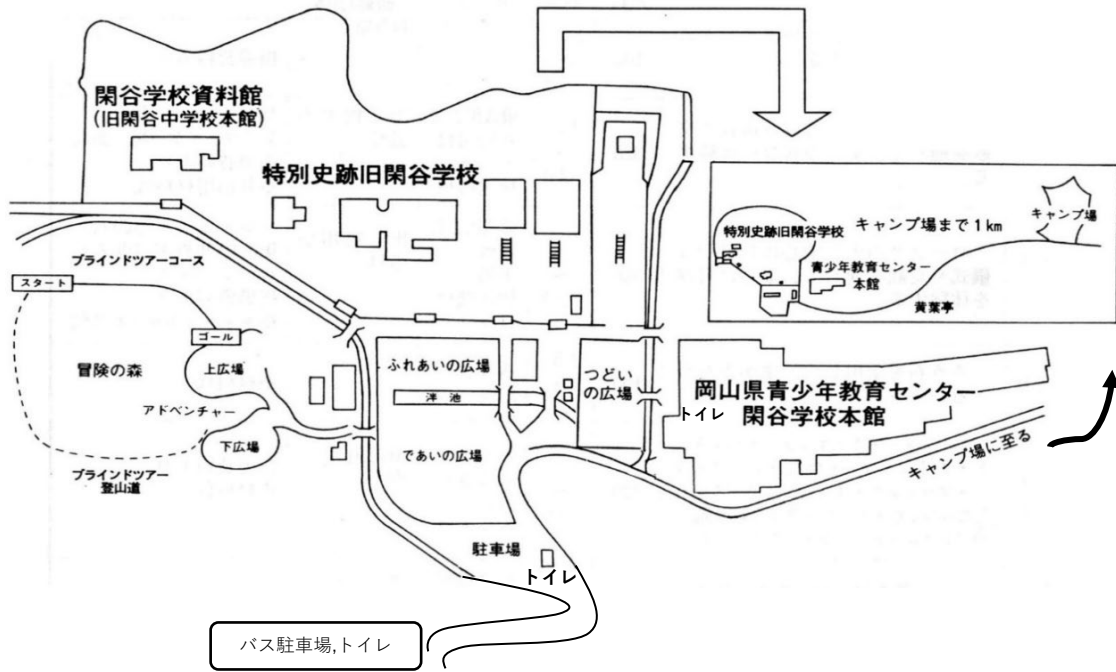 閑谷学校資料館
(旧閑谷中学校本館)
特別史跡旧閑谷学校
ブラインドツアーコース
スタート
ゴール
冒険の森
上広場
アドベンチャー
下広場
ブラインドツアー
登山道
ふれあいの広場
泮池
であいの広場
つどい
の広場
駐車場
トイレ
バス駐車場,トイレ
トイレ
岡山県青少年教育センター
閑谷学校本館
キャンプ場に至る
特別史跡旧閑谷学校
キャンプ場まで1km
キャンプ場
青少年教育センター
本館
黄葉亭